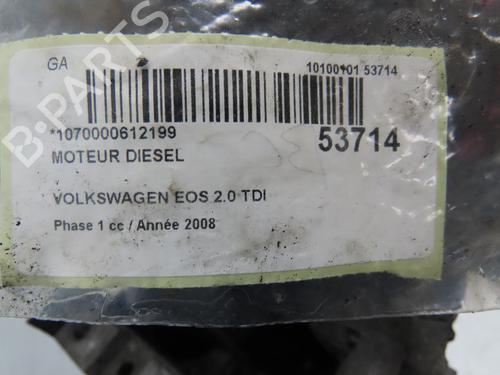 GA
10100101 53714
*1070000612199
53714
MOTEUR DIESEL
VOLKSWAGEN EOS 2.0 TDI
Phase 1 cc / Année 2008
B-PARTS